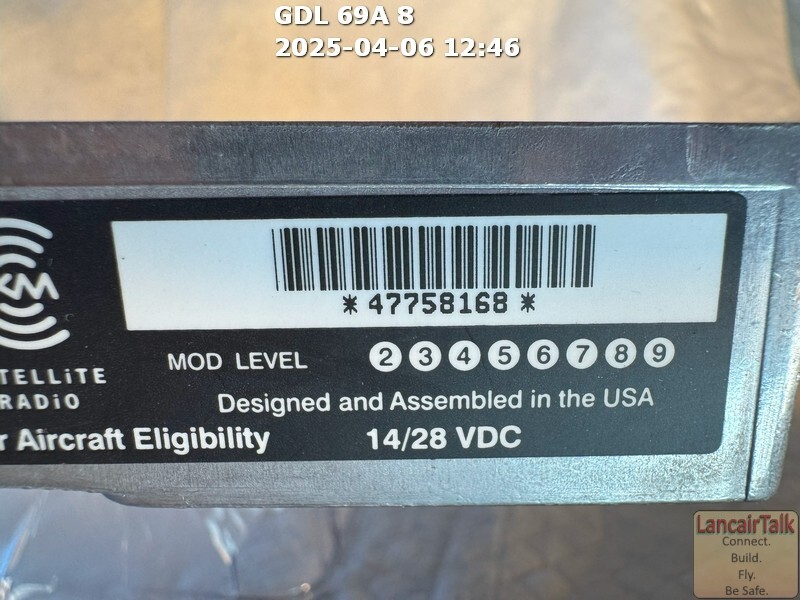 GDL 69A 8
2025-04-06 12:46
XM
TELLiTE
RADiO
*47758168*
MOD LEVEL 2 3 4 5 6 7 8 9
Designed and Assembled in the USA
r Aircraft Eligibility 14/28 VDC
LancairTalk
Connect.
Build.
Fly.
Be Safe.